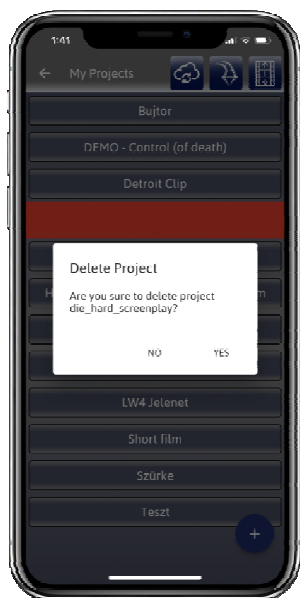 1:41
My Projects
Bujtor
DEMO - Control (of death)
Detroit Clip
Delete Project
Are you sure to delete project
die_hard_screenplay?
NO
YES
LW4 Jelenet
Short film
Szürke
Teszt
+